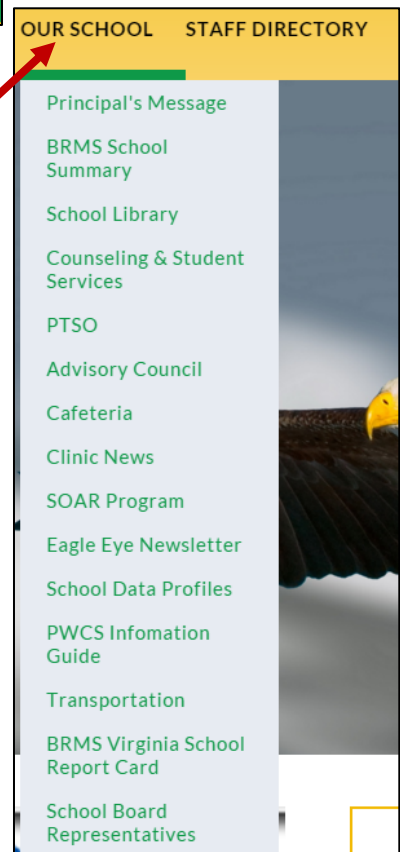 OUR SCHOOL STAFF DIRECTORY
Principal's Message
BRMS School
Summary
School Library
Counseling & Student
Services
PTSO
Advisory Council
Cafeteria
Clinic News
SOAR Program
Eagle Eye Newsletter
School Data Profiles
PWCS Infomation
Guide
Transportation
BRMS Virginia School
Report Card
School Board
Representatives